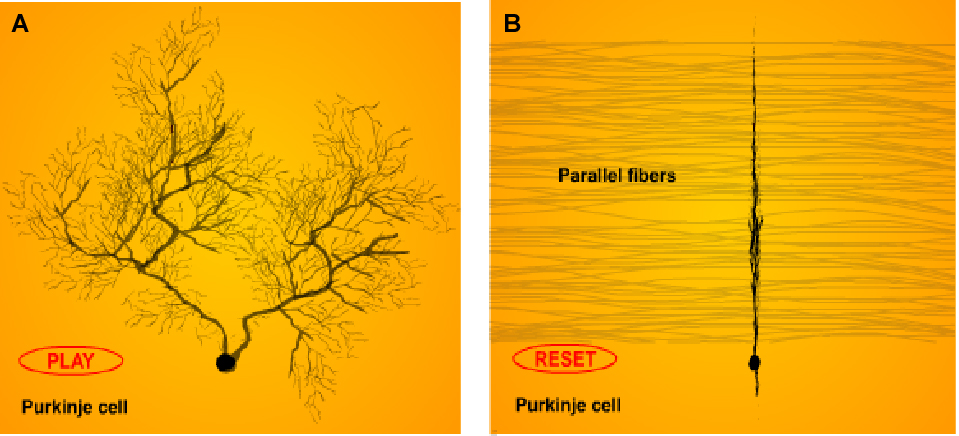 A
PLAY
Purkinje cell
B
Parallel fibers
RESET
Purkinje cell